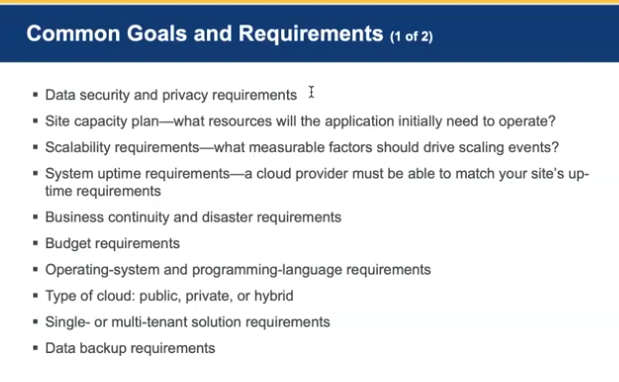 Common Goals and Requirements (1 of 2)
▪ Data security and privacy requirements
▪ Site capacity plan—what resources will the application initially need to operate?
▪ Scalability requirements—what measurable factors should drive scaling events?
▪ System uptime requirements—a cloud provider must be able to match your site's up-
time requirements
▪ Business continuity and disaster requirements
▪ Budget requirements
▪ Operating-system and programming-language requirements
▪ Type of cloud: public, private, or hybrid
▪ Single- or multi-tenant solution requirements
▪ Data backup requirements